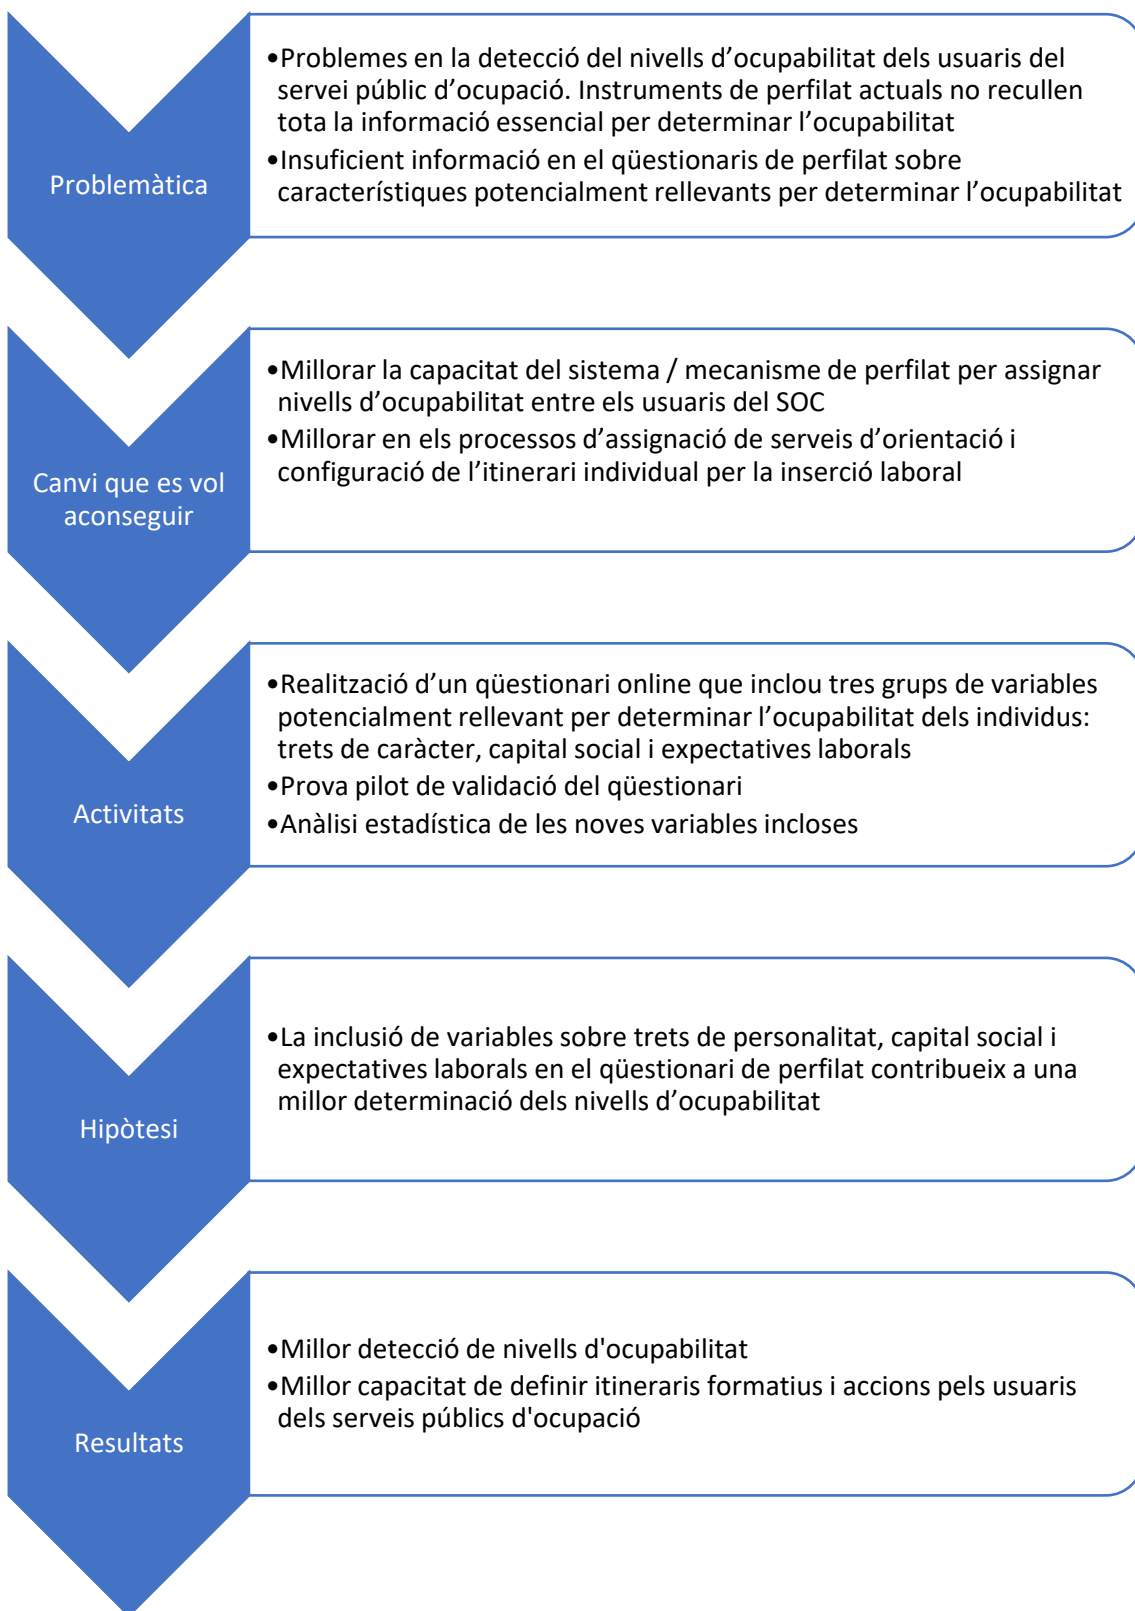 Problemàtica
•Problemes en la detecció del nivells d’ocupabilitat dels usuaris del
servei públic d’ocupació. Instruments de perfilat actuals no recullen
tota la informació essencial per determinar l’ocupabilitat
•Insuficient informació en el qüestionaris de perfilat sobre
característiques potencialment rellevants per determinar l’ocupabilitat
Canvi que es vol
aconseguir
•Millorar la capacitat del sistema / mecanisme de perfilat per assignar
nivells d’ocupabilitat entre els usuaris del SOC
•Millorar en els processos d’assignació de serveis d’orientació i
configuració de l’itinerari individual per la inserció laboral
Activitats
•Realització d’un qüestionari online que inclou tres grups de variables
potencialment rellevant per determinar l’ocupabilitat dels individus:
trets de caràcter, capital social i expectatives laborals
•Prova pilot de validació del qüestionari
•Anàlisi estadística de les noves variables incloses
Hipòtesi
•La inclusió de variables sobre trets de personalitat, capital social i
expectatives laborals en el qüestionari de perfilat contribueix a una
millor determinació dels nivells d’ocupabilitat
Resultats
•Millor detecció de nivells d'ocupabilitat
•Millor capacitat de definir itineraris formatius i accions pels usuaris
dels serveis públics d'ocupació